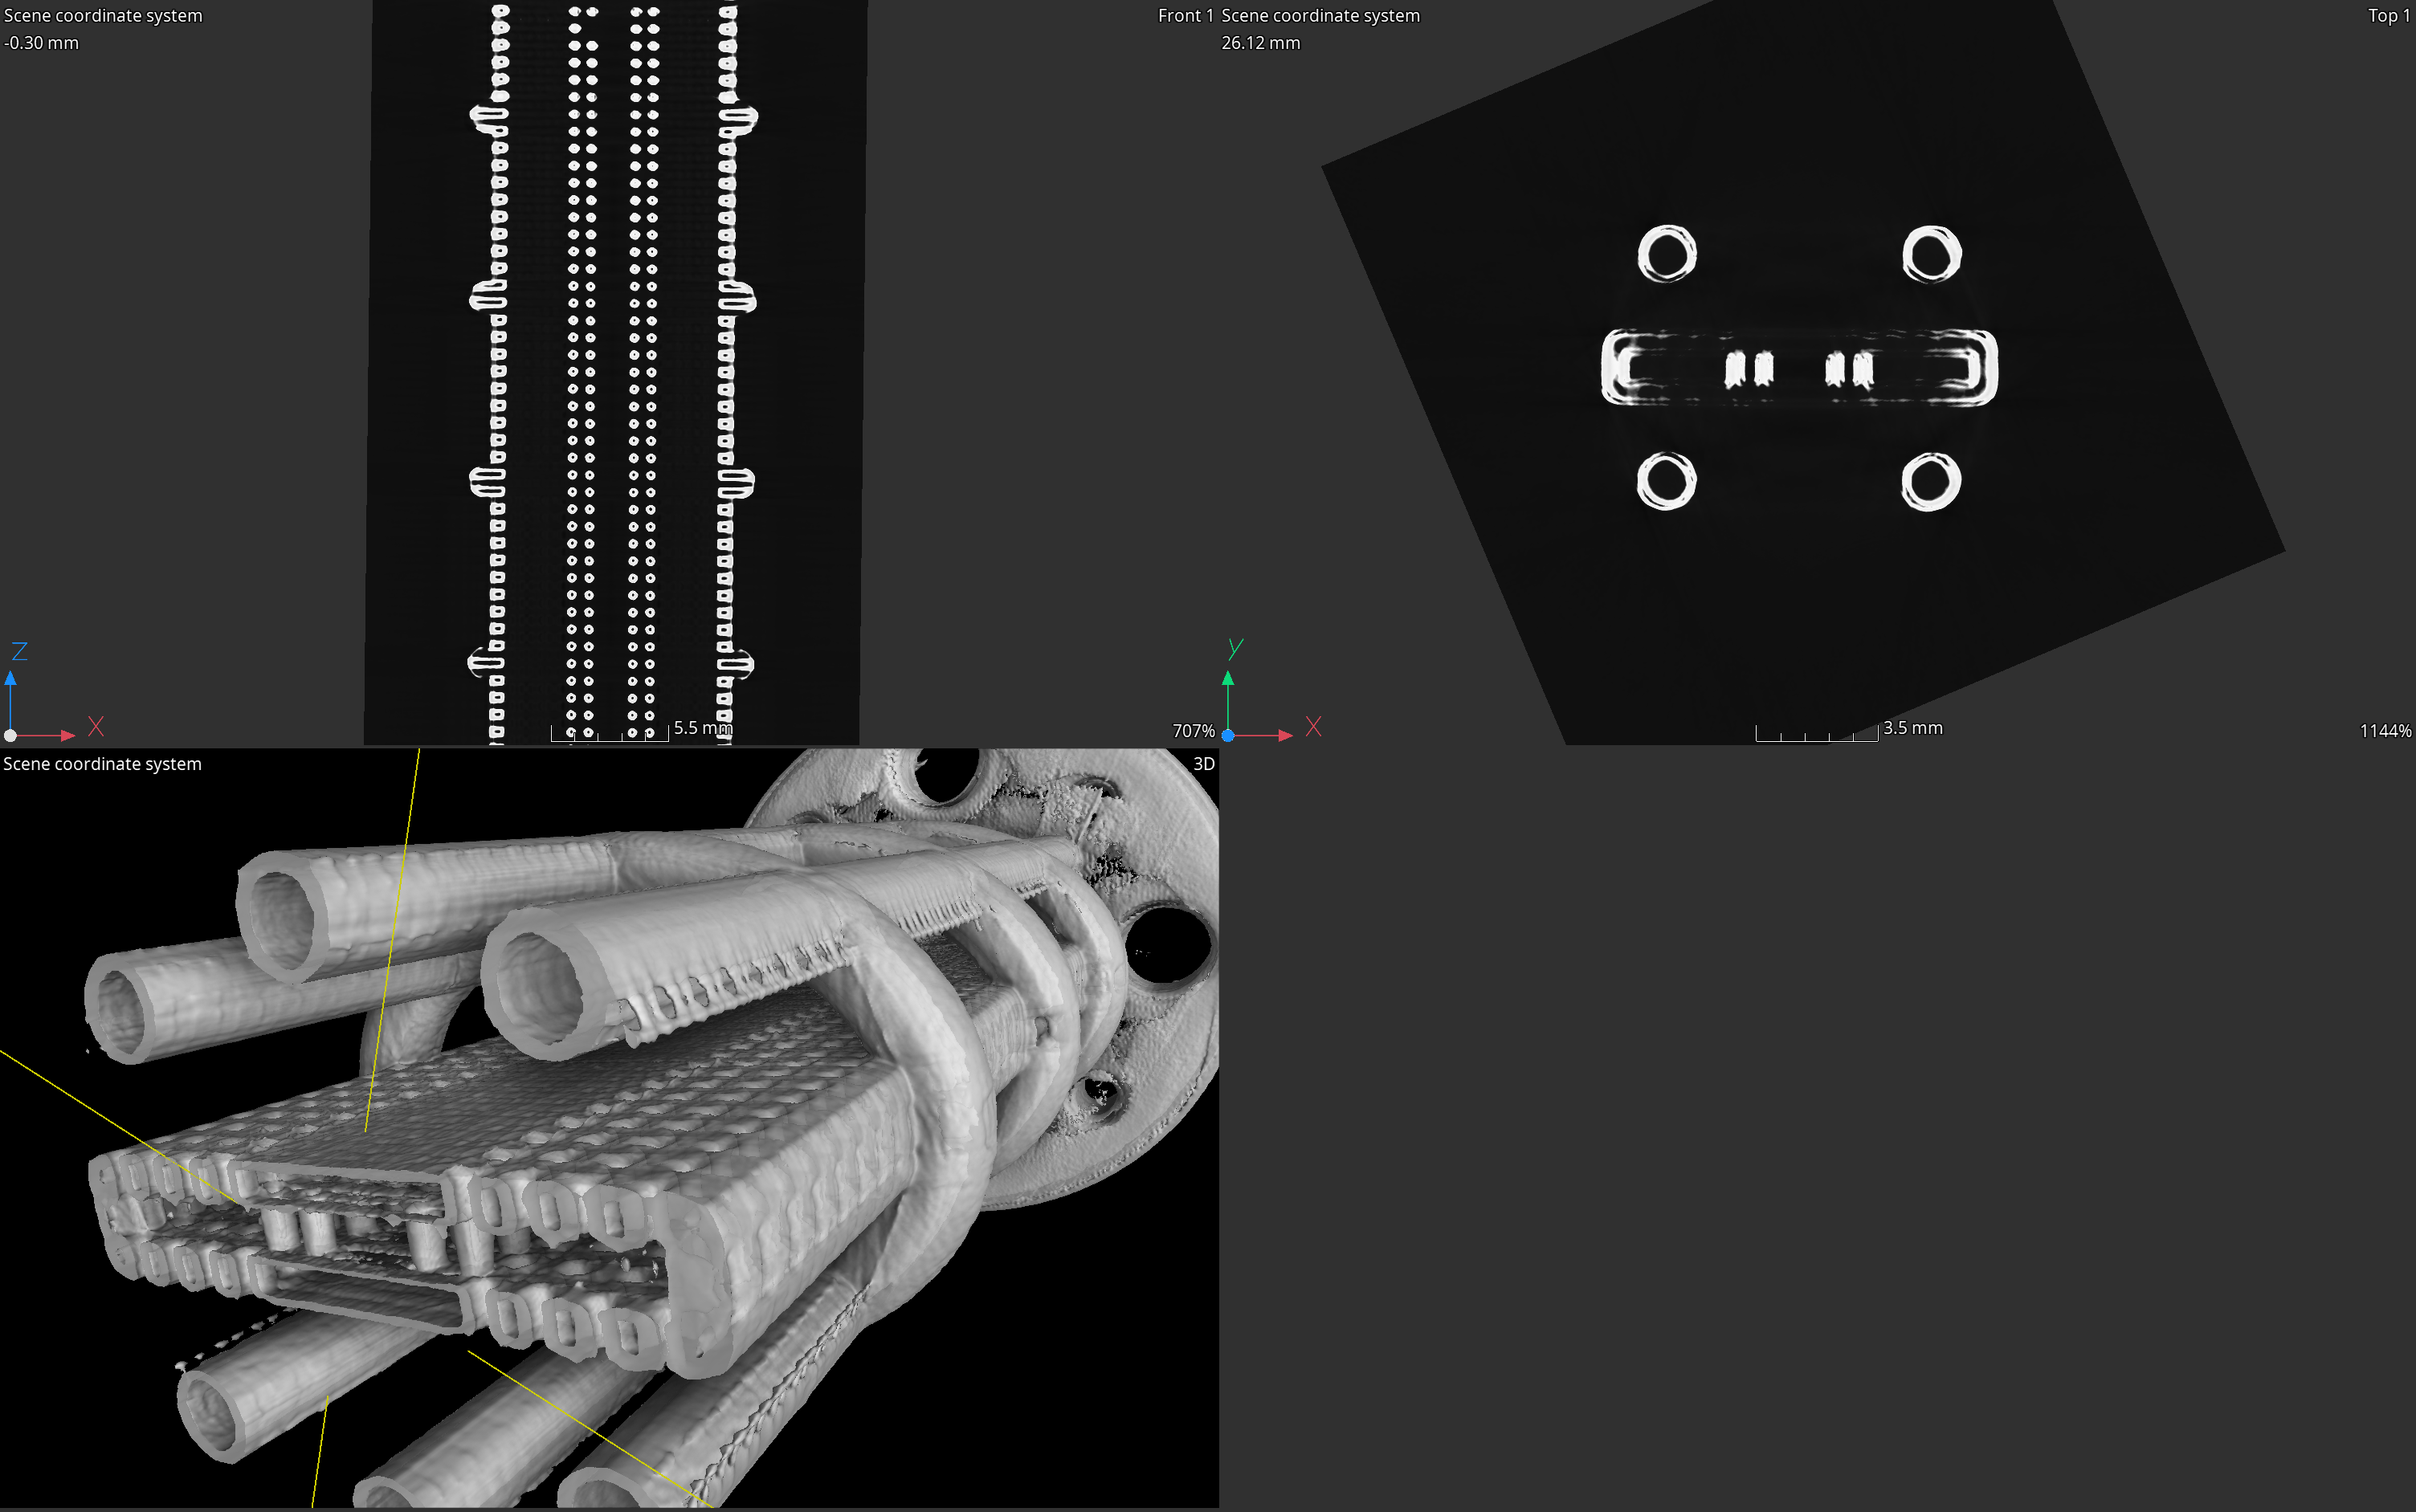 Scene coordinate system
-0.30 mm
Front 1
Z
X
5.5 mm
707%
Scene coordinate system
26.12 mm
Top 1
y
X
3.5 mm
1144%
Scene coordinate system
3D